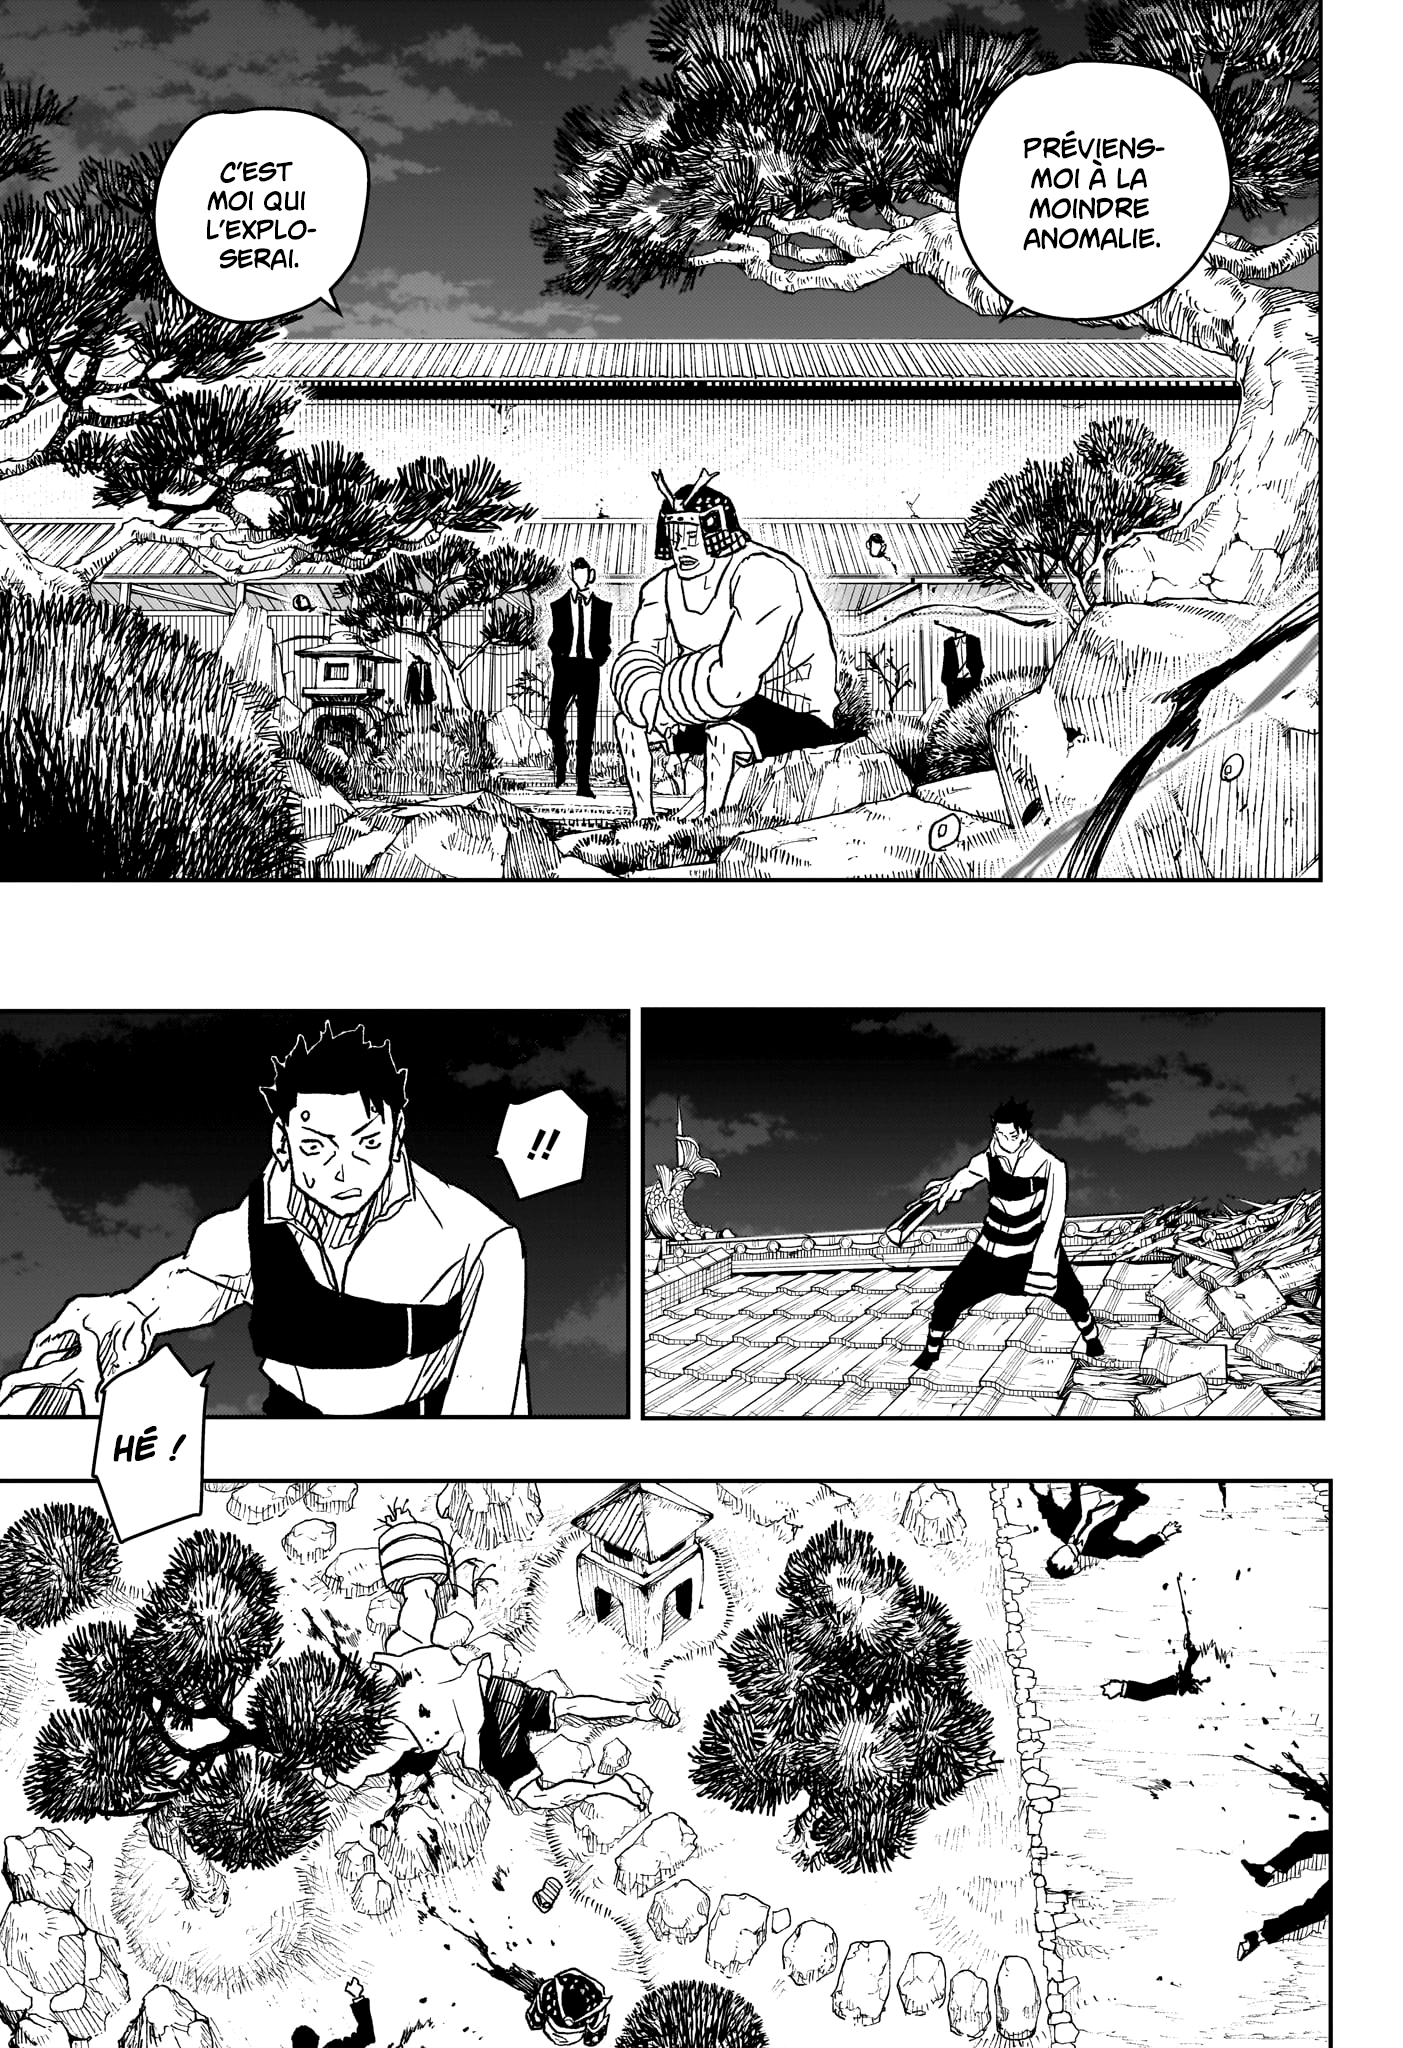 PRÉVIENS-
MOI À LA
MOINDRE
ANOMALIE.
C'EST
MOI QUI
L'EXPLO-
SERAI.
!!
HÉ !